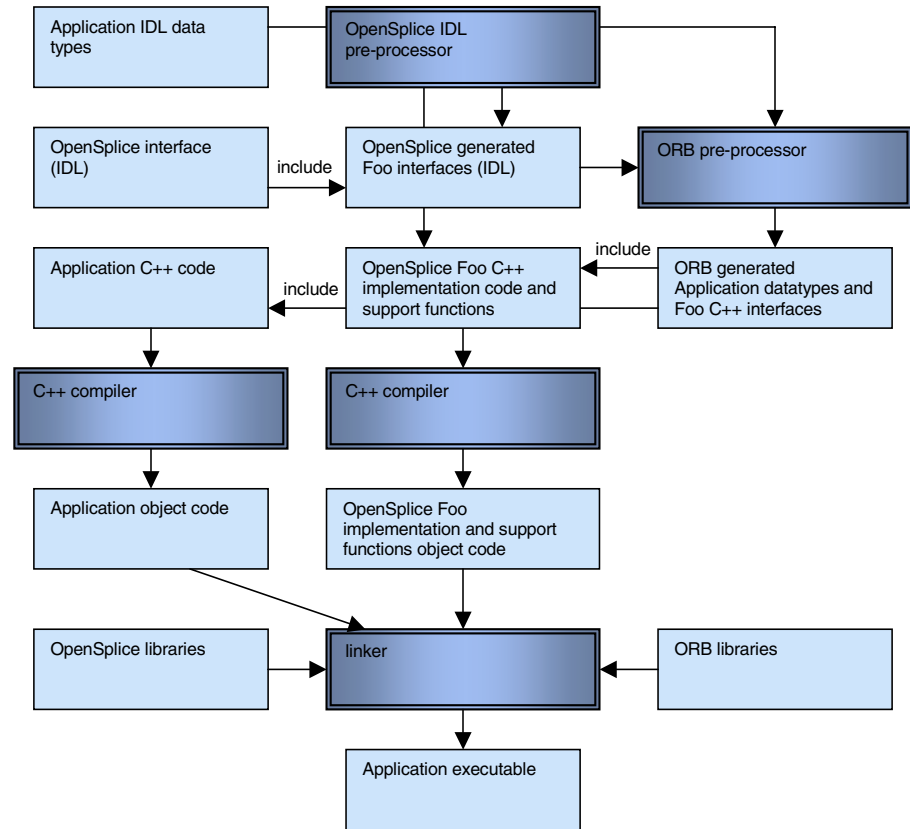 Application IDL data
types
OpenSplice IDL
pre-processor
OpenSplice interface
(IDL)
include
OpenSplice generated
Foo interfaces (IDL)
ORB pre-processor
Application C++ code
include
OpenSplice Foo C++
implementation code and
support functions
include
ORB generated
Application datatypes and
Foo C++ interfaces
C++ compiler
C++ compiler
Application object code
OpenSplice Foo
implementation and support
functions object code
OpenSplice libraries
linker
ORB libraries
Application executable